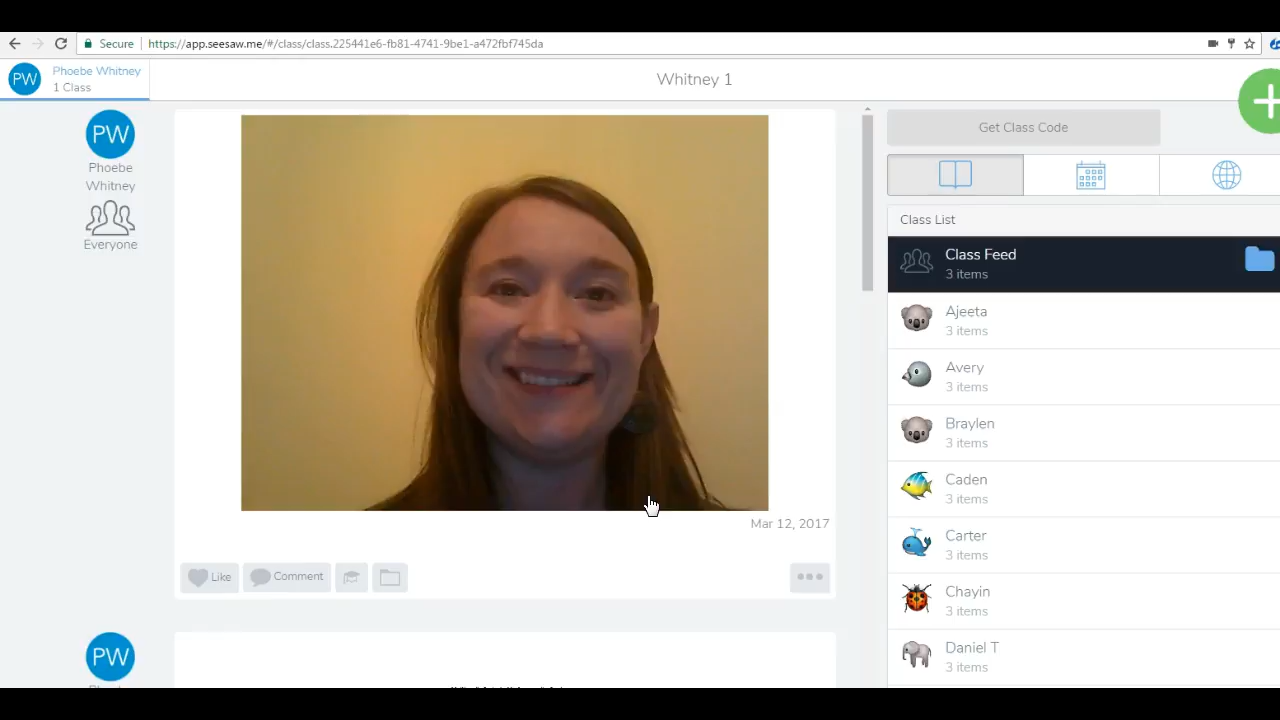 Secure
https://app.seesaw.me/#/class/class.225441e6-fb81-4741-9be1-a472fbf745da
PW
Phoebe Whitney
1 Class
Whitney 1
PW
Phoebe
Whitney
Everyone
Mar 12, 2017
Like
Comment
PW
Get Class Code
Class List
Class Feed
3 items
Ajeeta
3 items
Avery
3 items
Braylen
3 items
Caden
3 items
Carter
3 items
Chayin
3 items
Daniel T
3 items